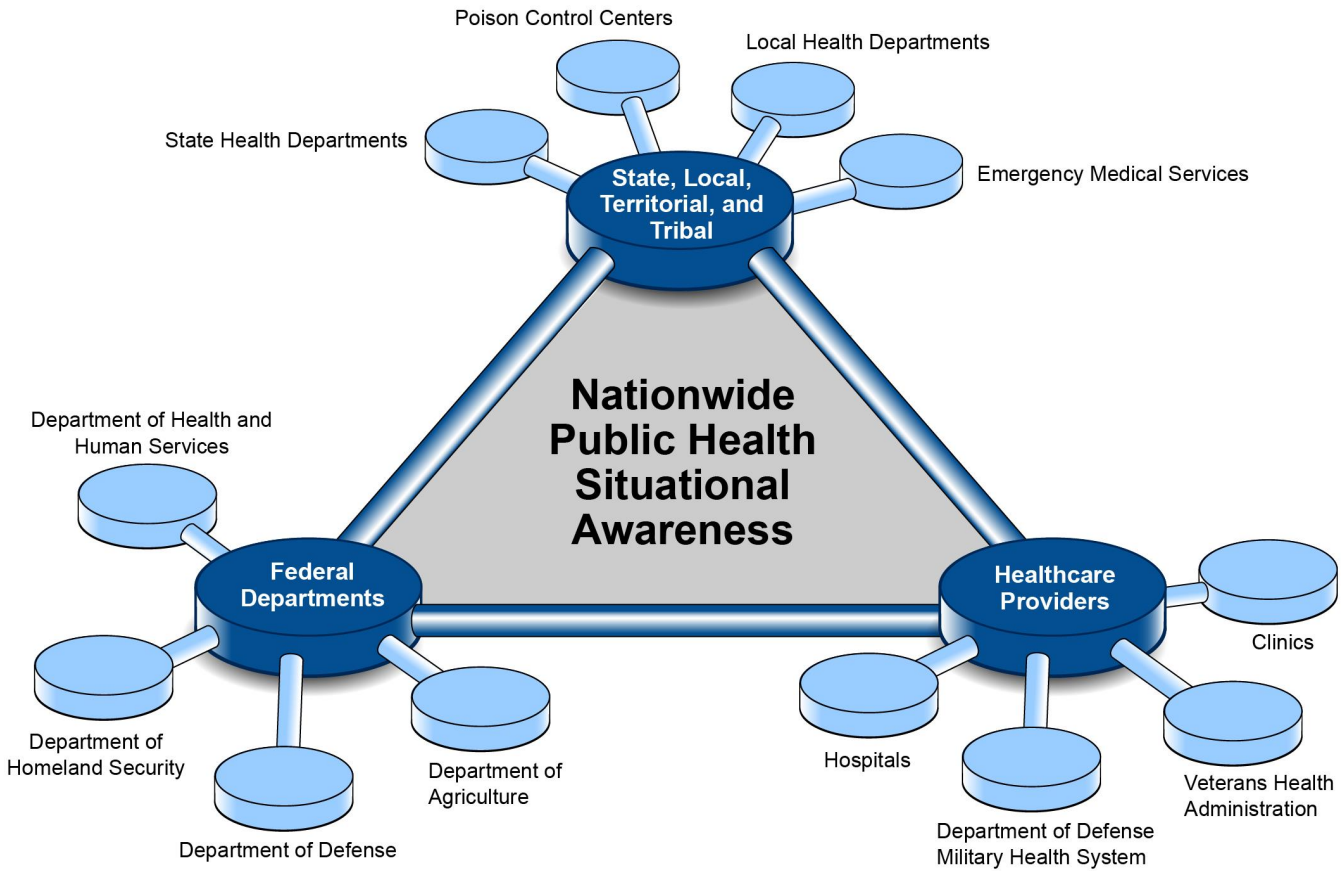 Poison Control Centers
Local Health Departments
State Health Departments
Emergency Medical Services
State, Local,
Territorial, and
Tribal
Nationwide
Public Health
Situational
Awareness
Department of Health and
Human Services
Federal
Departments
Healthcare
Providers
Clinics
Department of
Homeland Security
Department of Defense
Department of
Agriculture
Hospitals
Department of Defense
Military Health System
Veterans Health
Administration